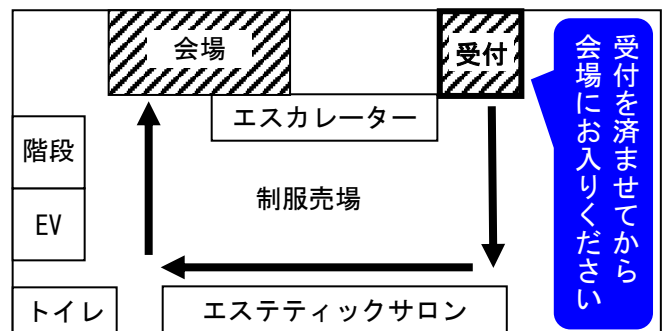 会場
受付
エスカレーター
階段
EV
制服売場
トイレ
エステティックサロン
受付を済ませてから
会場にお入りください